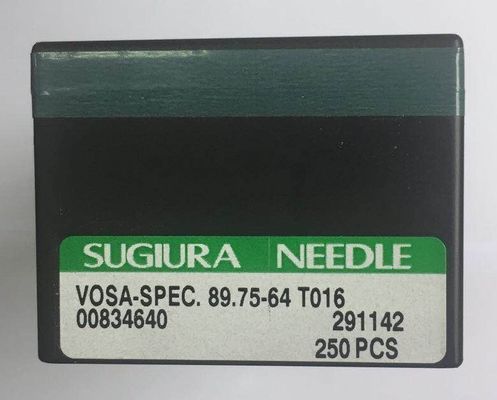 SUGIURA NEEDLE
VOSA-SPEC. 89.75-64 T016
00834640 291142
250 PCS